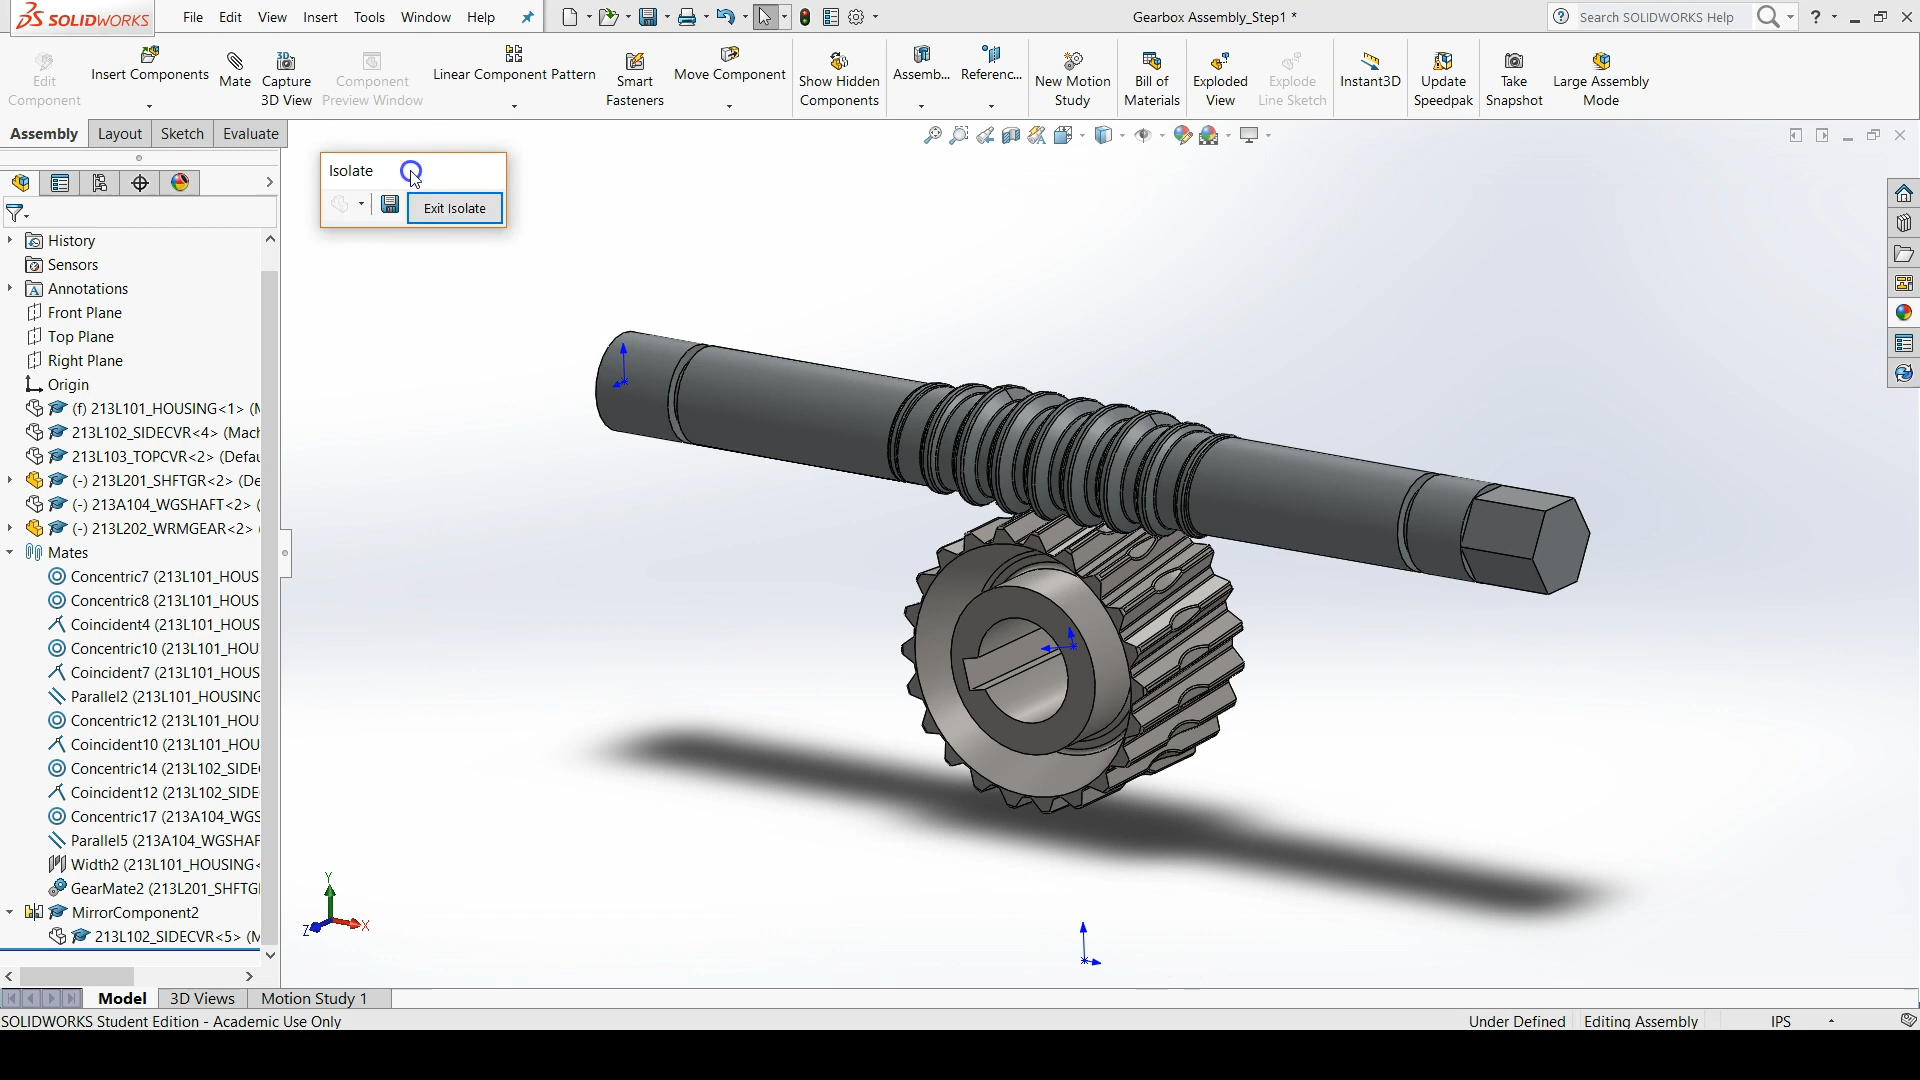 SOLIDWORKS File Edit View Insert Tools Window Help Gearbox Assembly_Step1 * Search SOLIDWORKS Help
Edit Component
Insert Components
Mate
Capture 3D View
Component Preview Window
Linear Component Pattern
Smart Fasteners
Move Component
Show Hidden Components
Assemb...
Referenc...
New Motion Study
Bill of Materials
Exploded View
Explode Line Sketch
Instant3D
Update Speedpak
Take Snapshot
Large Assembly Mode
Assembly Layout Sketch Evaluate
Isolate
Exit Isolate
History
Sensors
Annotations
Front Plane
Top Plane
Right Plane
Origin
(f) 213L101_HOUSING<1> (M
213L102_SIDECVR<4> (Mach
213L103_TOPCVR<2> (Defau
(-) 213L201_SHFTGR<2> (De
(-) 213A104_WGSHAFT<2> (
(-) 213L202_WRMGEAR<2>
Mates
Concentric7 (213L101_HOUS
Concentric8 (213L101_HOUS
Coincident4 (213L101_HOUS
Concentric10 (213L101_HOU
Coincident7 (213L101_HOUS
Parallel2 (213L101_HOUSING
Concentric12 (213L101_HOU
Coincident10 (213L101_HOU
Concentric14 (213L102_SIDE
Coincident12 (213L102_SIDE
Concentric17 (213A104_WGS
Parallel5 (213A104_WGSHAF
Width2 (213L101_HOUSING<
GearMate2 (213L201_SHFTG
MirrorComponent2
213L102_SIDECVR<5> (M
Y
X
Z
Model 3D Views Motion Study 1
SOLIDWORKS Student Edition - Academic Use Only Under Defined Editing Assembly IPS